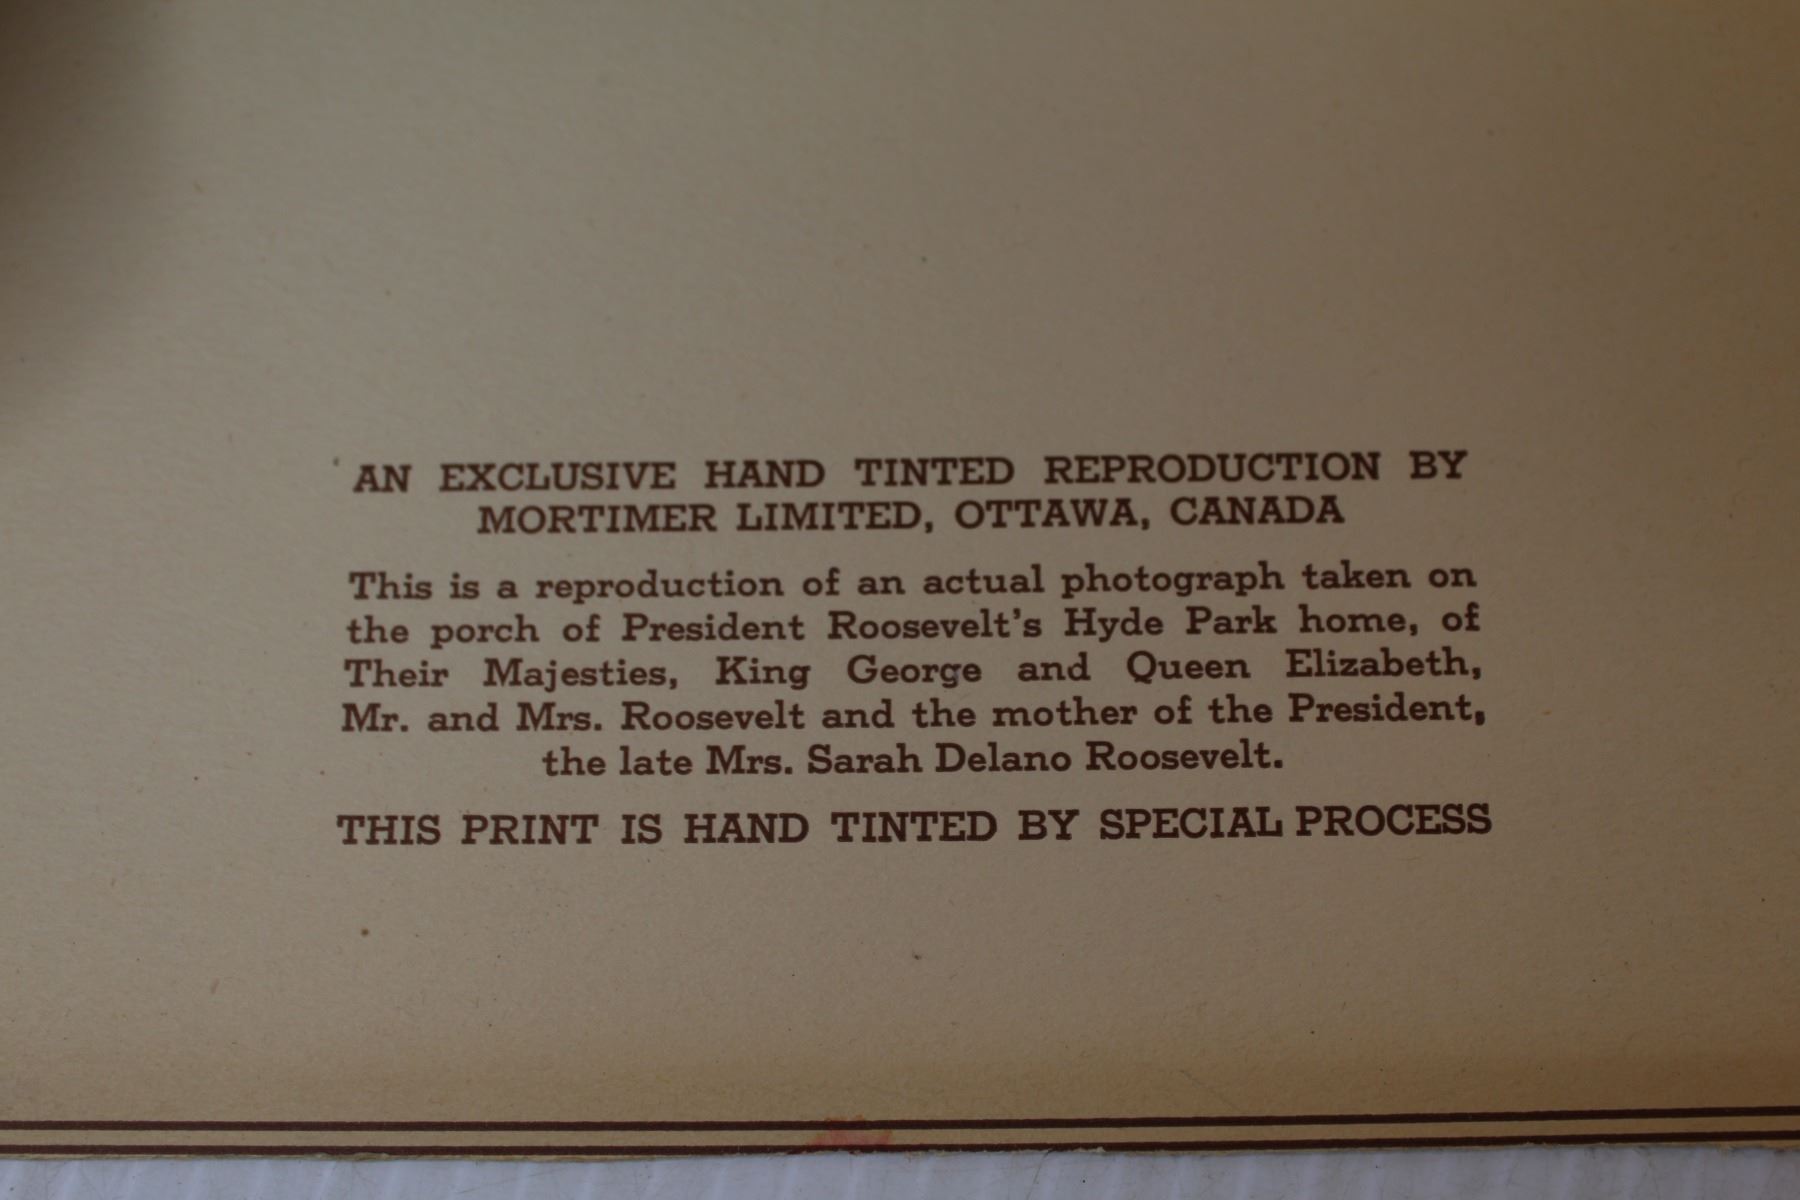 AN EXCLUSIVE HAND TINTED REPRODUCTION BY
MORTIMER LIMITED, OTTAWA, CANADA
This is a reproduction of an actual photograph taken on
the porch of President Roosevelt's Hyde Park home, of
Their Majesties, King George and Queen Elizabeth,
Mr. and Mrs. Roosevelt and the mother of the President,
the late Mrs. Sarah Delano Roosevelt.
THIS PRINT IS HAND TINTED BY SPECIAL PROCESS